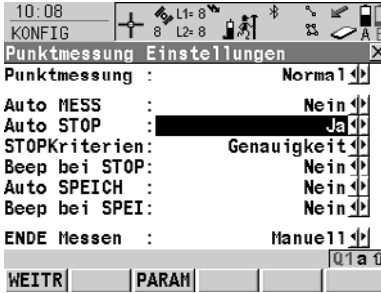 10:08
KONFIG
8 L1= 8
L2= 8
A
Punktmessung Einstellungen X
Punktmessung : Normal
Auto MESS : Nein
Auto STOP : Ja
STOPKriterien: Genauigkeit
Beep bei STOP: Nein
Auto SPEICH : Nein
Beep bei SPEI: Nein
ENDE Messen : Manuell
Q1a
WEITR PARAM